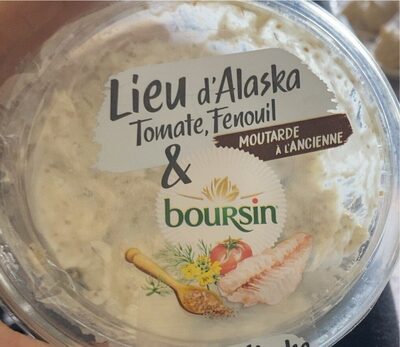 Lieu d'Alaska
Tomate, Fenouil
MOUTARDE
À L'ANCIENNE
&
BOURSIN